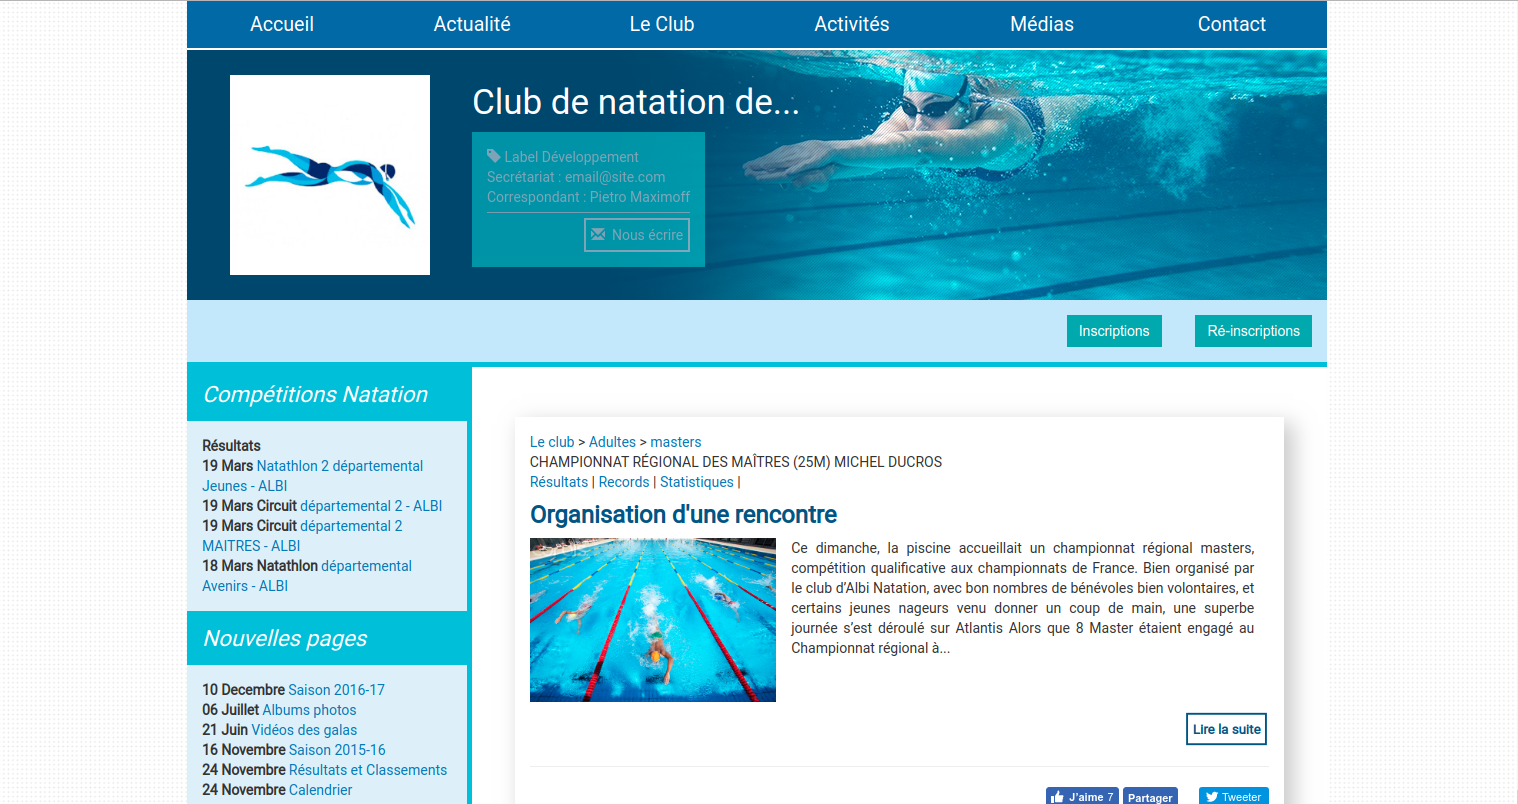 Accueil Actualité Le Club Activités Médias Contact
Club de natation de...
Label Développement
Secrétariat : email@site.com
Correspondant : Pietro Maximoff
Nous écrire
Inscriptions Ré-inscriptions
Compétitions Natation
Résultats
19 Mars Natathlon 2 départemental
Jeunes - ALBI
19 Mars Circuit départemental 2 - ALBI
19 Mars Circuit départemental 2
MAITRES - ALBI
18 Mars Natathlon départemental
Avenirs - ALBI
Nouvelles pages
10 Decembre Saison 2016-17
06 Juillet Albums photos
21 Juin Vidéos des galas
16 Novembre Saison 2015-16
24 Novembre Résultats et Classements
24 Novembre Calendrier
Le club > Adultes > masters
CHAMPIONNAT RÉGIONAL DES MAÎTRES (25M) MICHEL DUCROS
Résultats | Records | Statistiques |
Organisation d'une rencontre
Ce dimanche, la piscine accueillait un championnat régional masters,
compétition qualificative aux championnats de France. Bien organisé par
le club d’Albi Natation, avec bon nombres de bénévoles bien volontaires, et
certains jeunes nageurs venu donner un coup de main, une superbe
journée s’est déroulé sur Atlantis Alors que 8 Master étaient engagé au
Championnat régional à...
Lire la suite
J'aime 7 Partager Tweeter